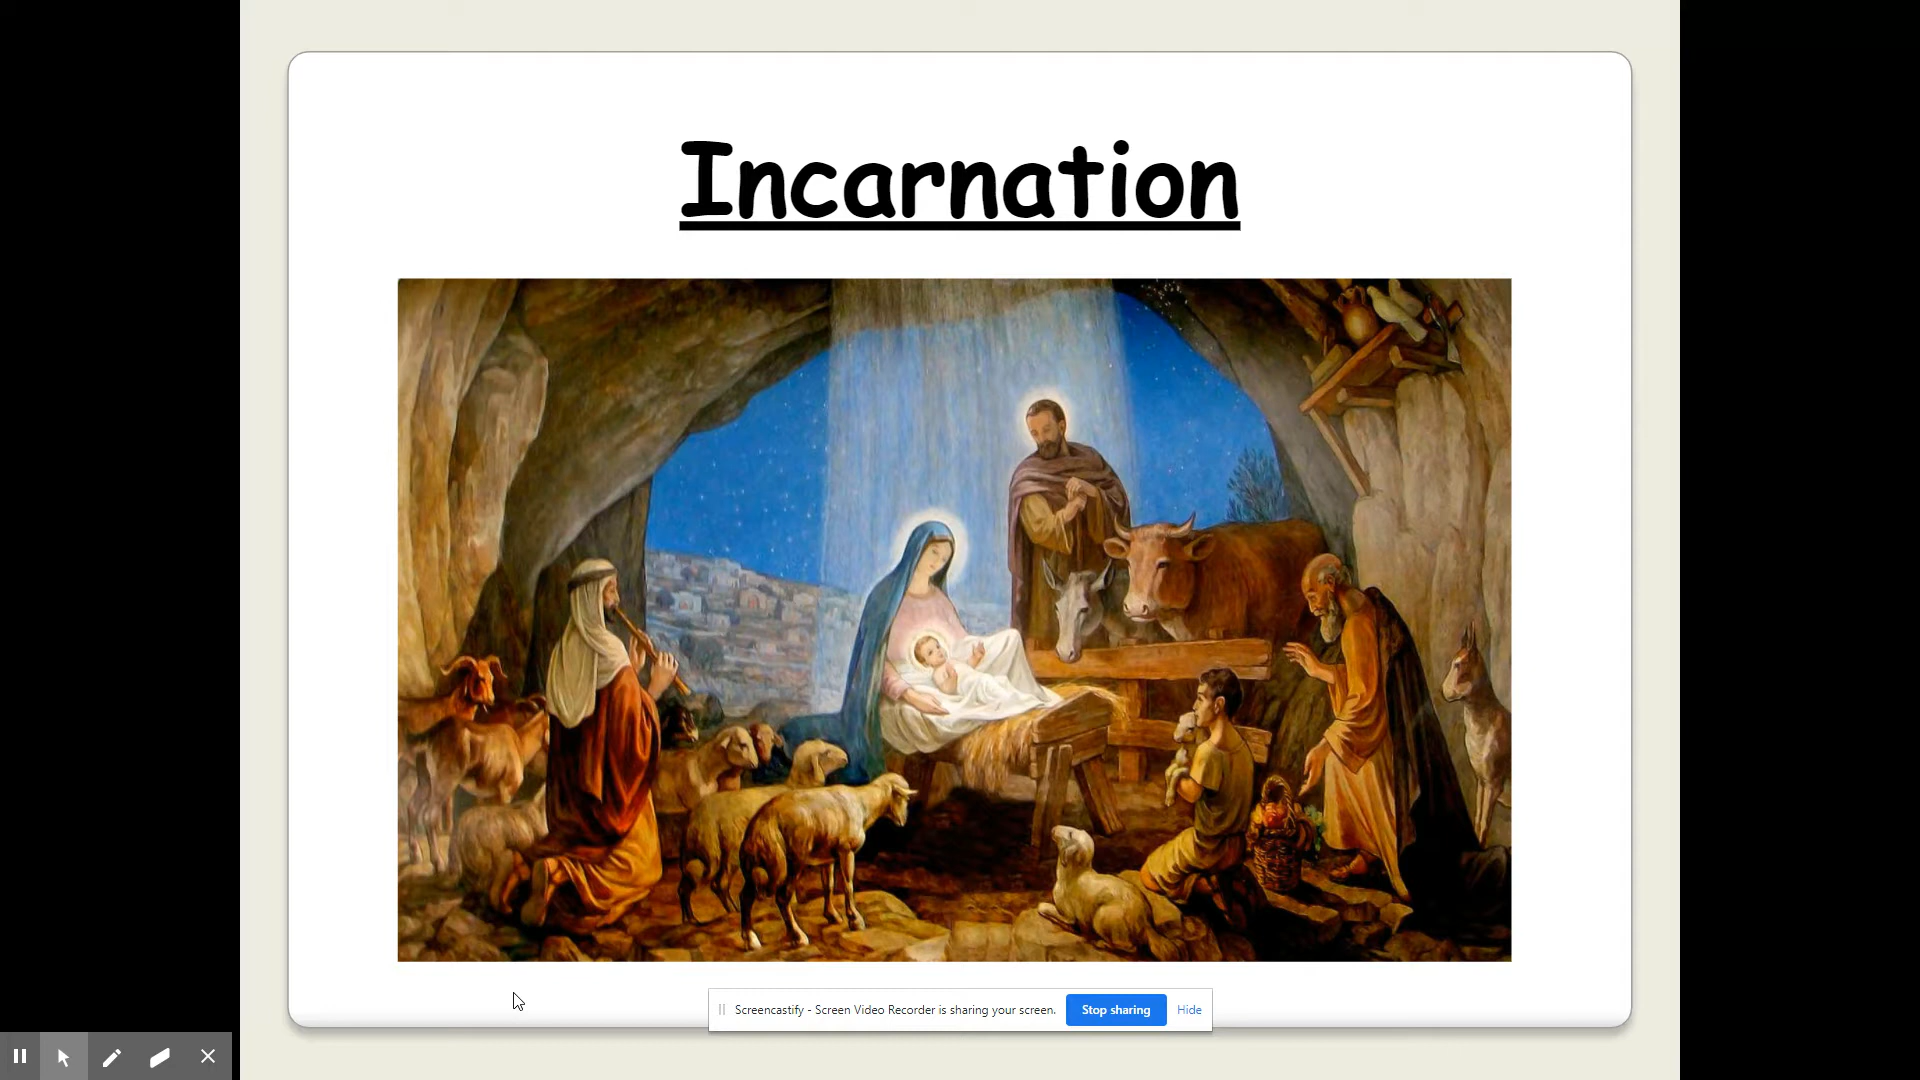 Incarnation
Screencastify - Screen Video Recorder is sharing your screen.
Stop sharing
Hide